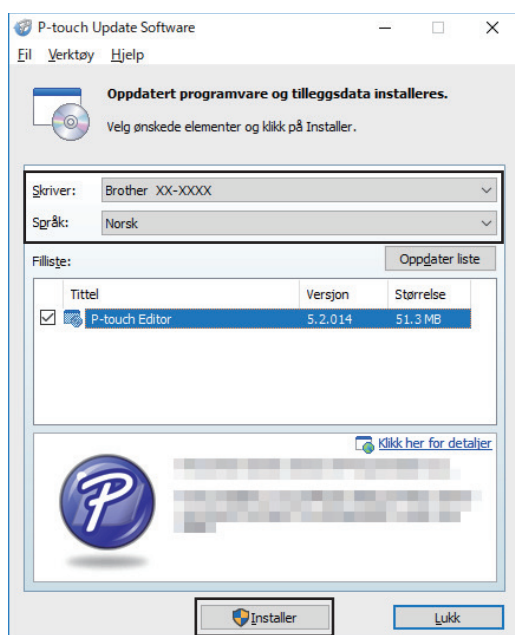 P-touch Update Software
Fil Verktøy Hjelp
Oppdatert programvare og tilleggsdata installeres.
Velg ønskede elementer og klikk på Installer.
Skriver: Brother XX-XXXX
Språk: Norsk
Filliste: Oppdater liste
Tittel Versjon Størrelse
P-touch Editor 5.2.014 51.3 MB
Klikk her for detaljer
P
Installer Lukk